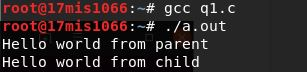 root@17mis1066:~# gcc q1.c
root@17mis1066:~# ./a.out
Hello world from parent
Hello world from child